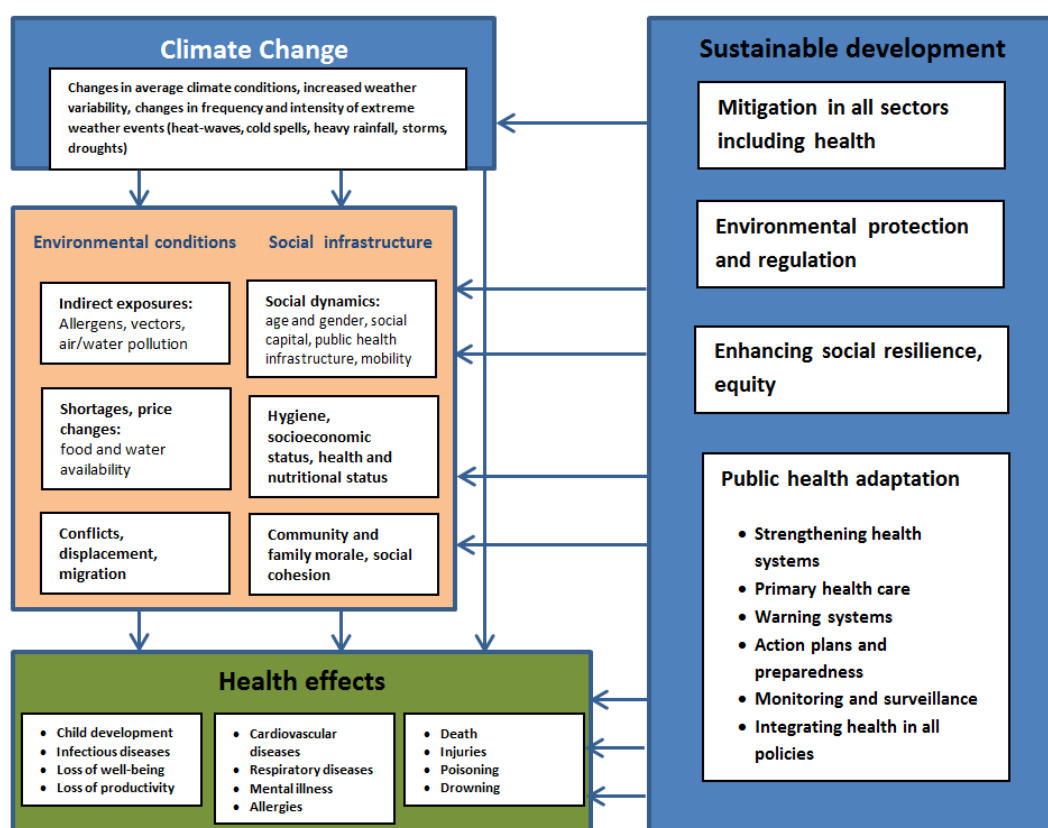 Climate Change
Changes in average climate conditions, increased weather
variability, changes in frequency and intensity of extreme
weather events (heat-waves, cold spells, heavy rainfall, storms,
droughts)
Environmental conditions
Social infrastructure
Indirect exposures:
Allergens, vectors,
air/water pollution
Social dynamics:
age and gender, social
capital, public health
infrastructure, mobility
Shortages, price
changes:
food and water
availability
Hygiene,
socioeconomic
status, health and
nutritional status
Conflicts,
displacement,
migration
Community and
family morale, social
cohesion
Health effects
• Child development
• Infectious diseases
• Loss of well-being
• Loss of productivity
• Cardiovascular
diseases
• Respiratory diseases
• Mental illness
• Allergies
• Death
• Injuries
• Poisoning
• Drowning
Sustainable development
Mitigation in all sectors
including health
Environmental protection
and regulation
Enhancing social resilience,
equity
Public health adaptation
• Strengthening health
systems
• Primary health care
• Warning systems
• Action plans and
preparedness
• Monitoring and surveillance
• Integrating health in all
policies